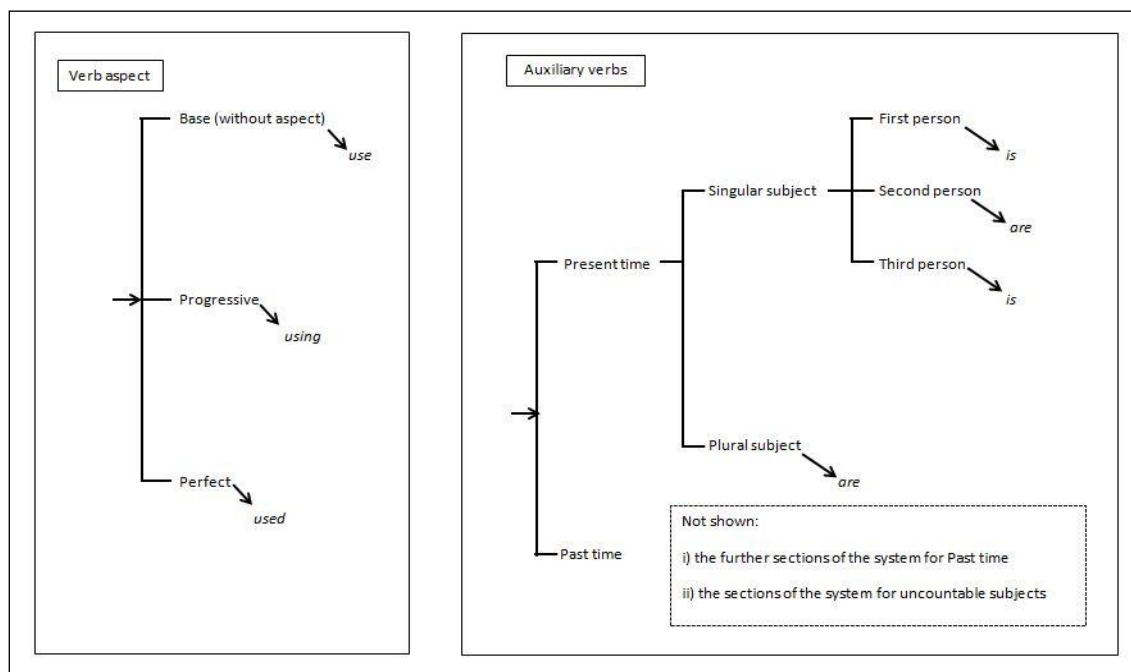 Verb aspect
Base (without aspect)
use
Progressive
using
Perfect
used
Auxiliary verbs
First person
is
Singular subject
Second person
are
Present time
Third person
is
Plural subject
are
Past time
Not shown:
i) the further sections of the system for Past time
ii) the sections of the system for uncountable subjects